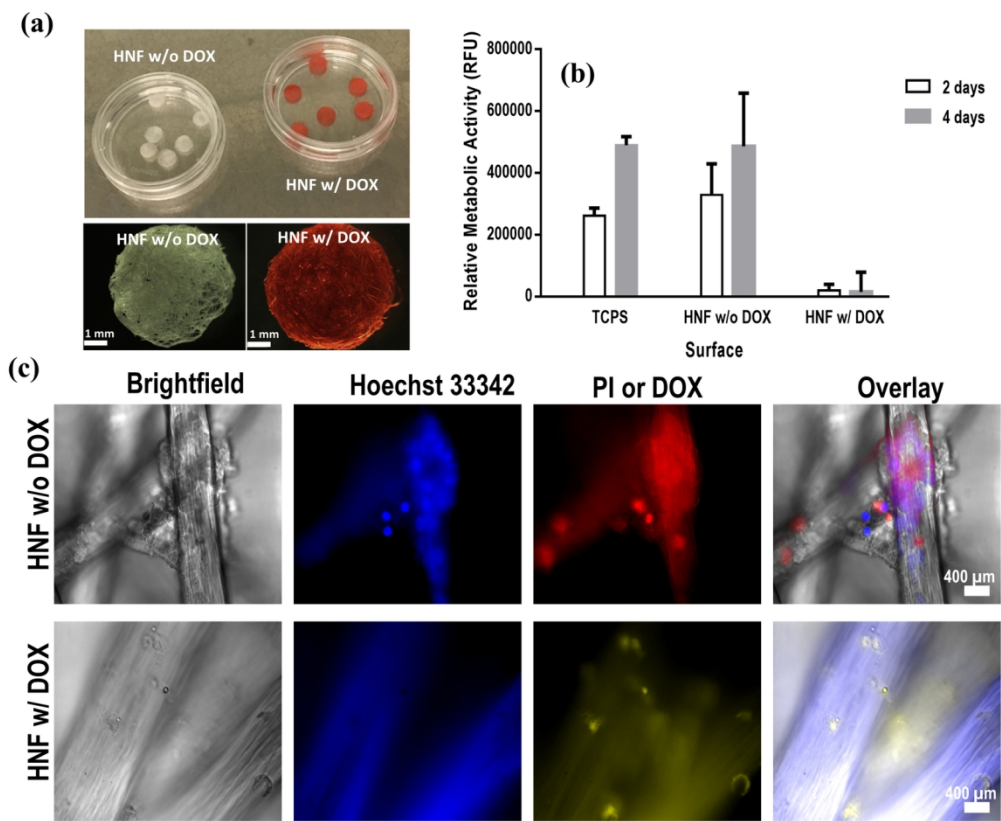 (a)
HNF w/o DOX
HNF w/ DOX
HNF w/o DOX
HNF w/ DOX
1 mm
1 mm
(b)
Relative Metabolic Activity (RFU)
800000
600000
400000
200000
0
2 days
4 days
TCPS
HNF w/o DOX
HNF w/ DOX
Surface
(c)
Brightfield
Hoechst 33342
PI or DOX
Overlay
HNF w/o DOX
400 µm
HNF w/ DOX
400 µm